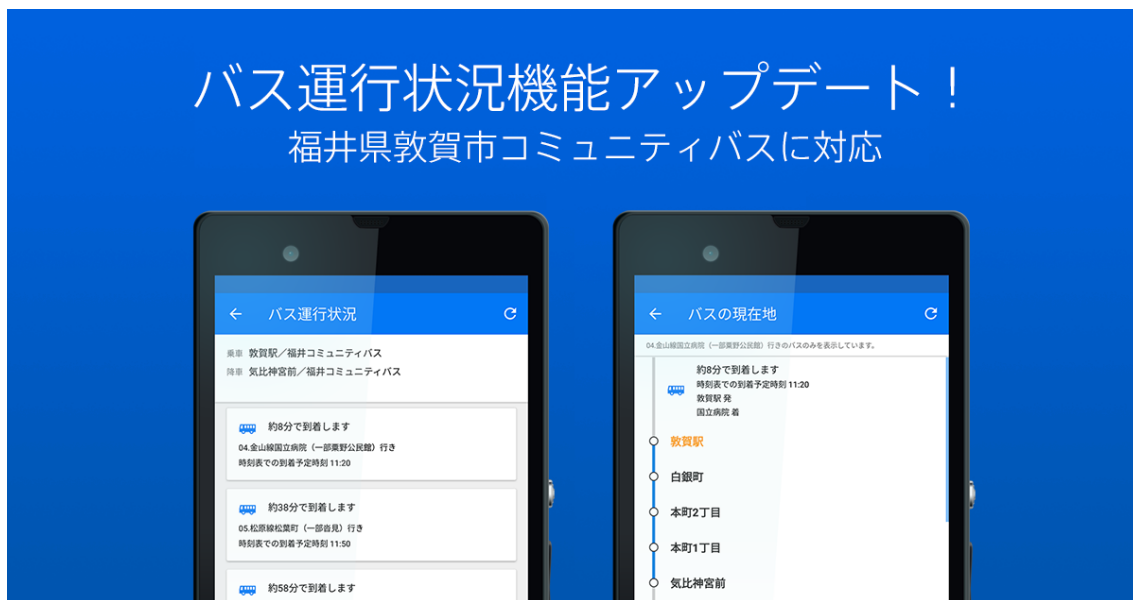 バス運行状況機能アップデート！
福井県敦賀市コミュニティバスに対応
バス運行状況
乗車 敦賀駅／福井コミュニティバス
降車 気比神宮前／福井コミュニティバス
約8分で到着します
04.金山線国立病院（一部粟野公民館）行き
時刻表での到着予定時刻 11:20
約38分で到着します
05.松原線松葉町（一部沓見）行き
時刻表での到着予定時刻 11:50
約58分で到着します
バスの現在地
04.金山線国立病院（一部粟野公民館）行きのバスのみを表示しています。
約8分で到着します
時刻表での到着予定時刻 11:20
敦賀駅 発
国立病院 着
敦賀駅
白銀町
本町2丁目
本町1丁目
気比神宮前